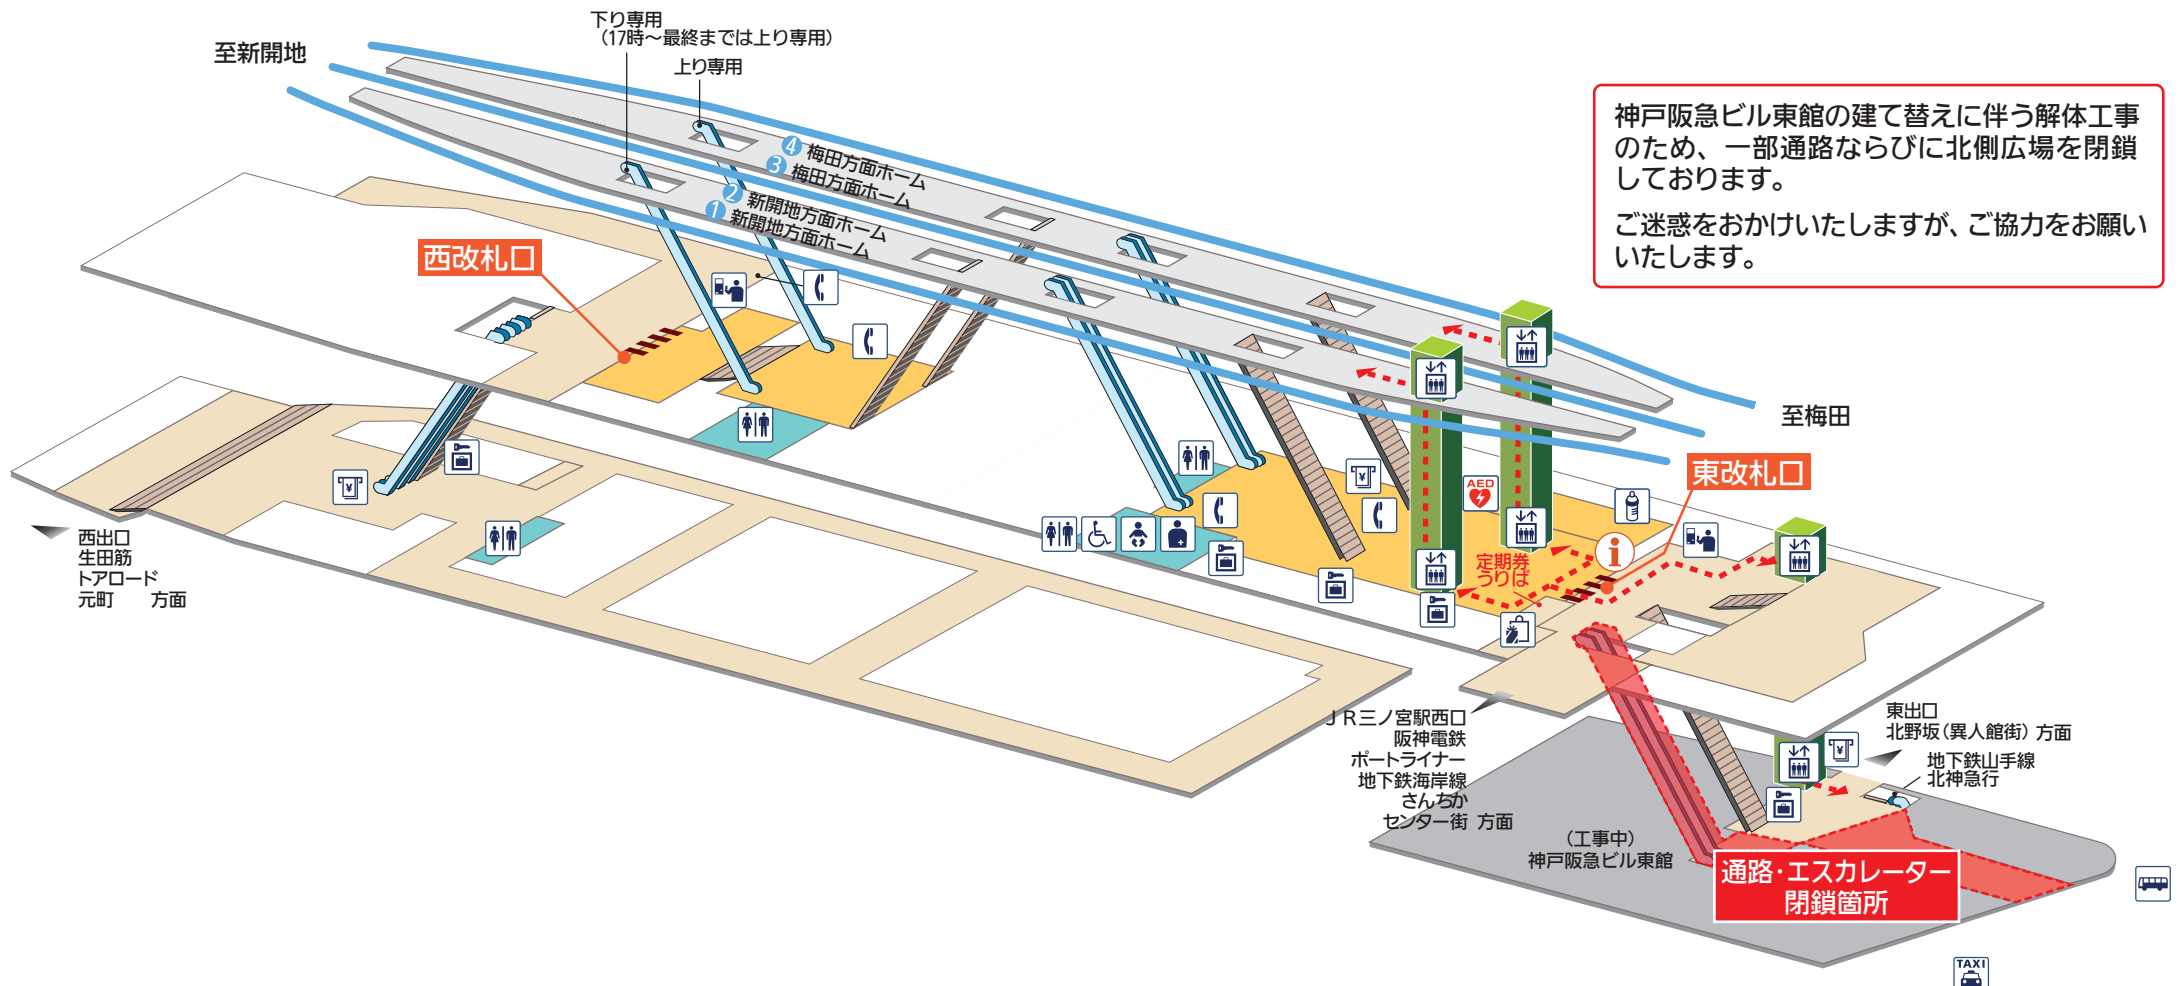 下り専用
（17時～最終までは上り専用）
上り専用
至新開地
神戸阪急ビル東館の建て替えに伴う解体工事
のため、一部通路ならびに北側広場を閉鎖
しております。
ご迷惑をおかけいたしますが、ご協力をお願い
いたします。
4 梅田方面ホーム
3 梅田方面ホーム
2 新開地方面ホーム
1 新開地方面ホーム
西改札口
至梅田
東改札口
AED
定期券
うりば
西出口
生田筋
トアロード
元町 方面
ＪＲ三ノ宮駅西口
阪神電鉄
ポートライナー
地下鉄海岸線
さんちか
センター街 方面
東出口
北野坂（異人館街）方面
地下鉄山手線
北神急行
（工事中）
神戸阪急ビル東館
通路・エスカレーター
閉鎖箇所
TAXI